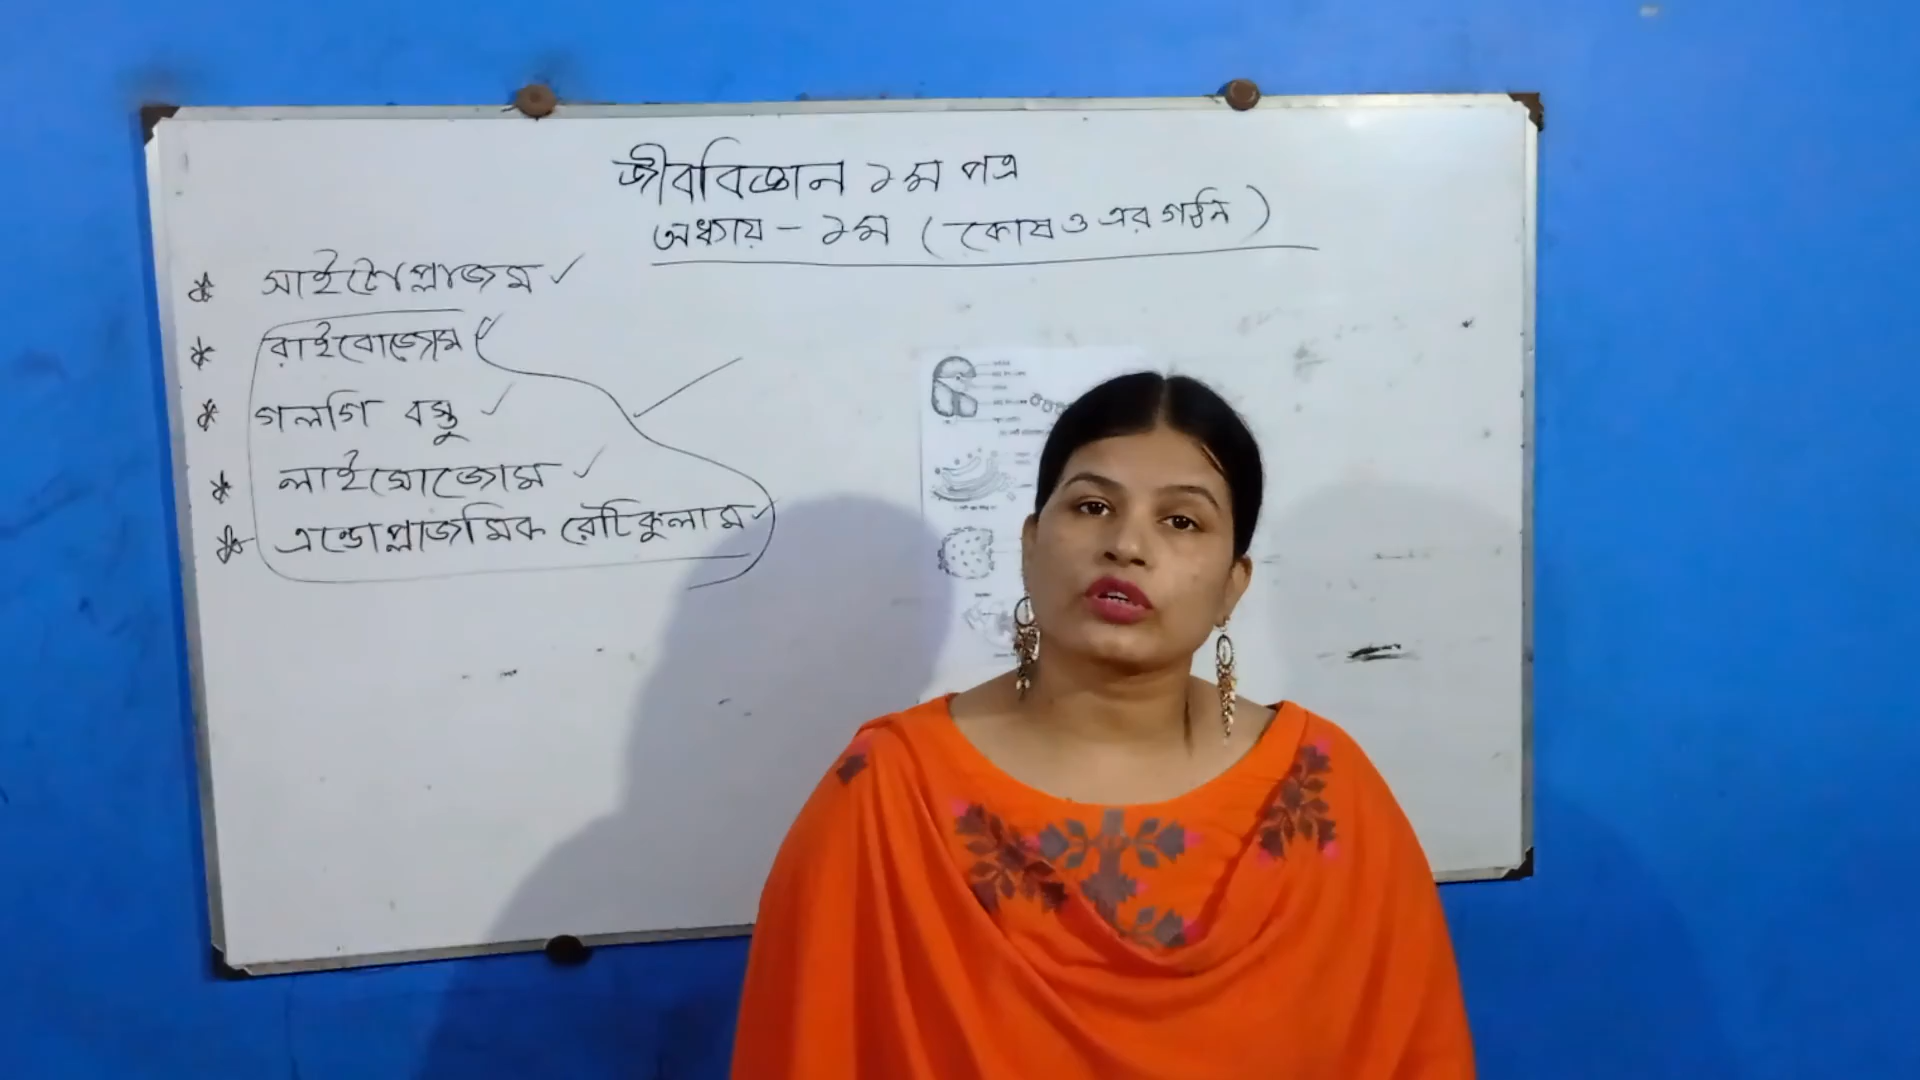 জীববিজ্ঞান ১ম পত্র
অধ্যায় - ১ম (কোষ ও এর গঠন)
* সাইটোপ্লাজম ✓
* রাইবোজোম ✓
* গলগি বস্তু ✓
* লাইসোজোম ✓
* এন্ডোপ্লাজমিক রেটিকুলাম ✓